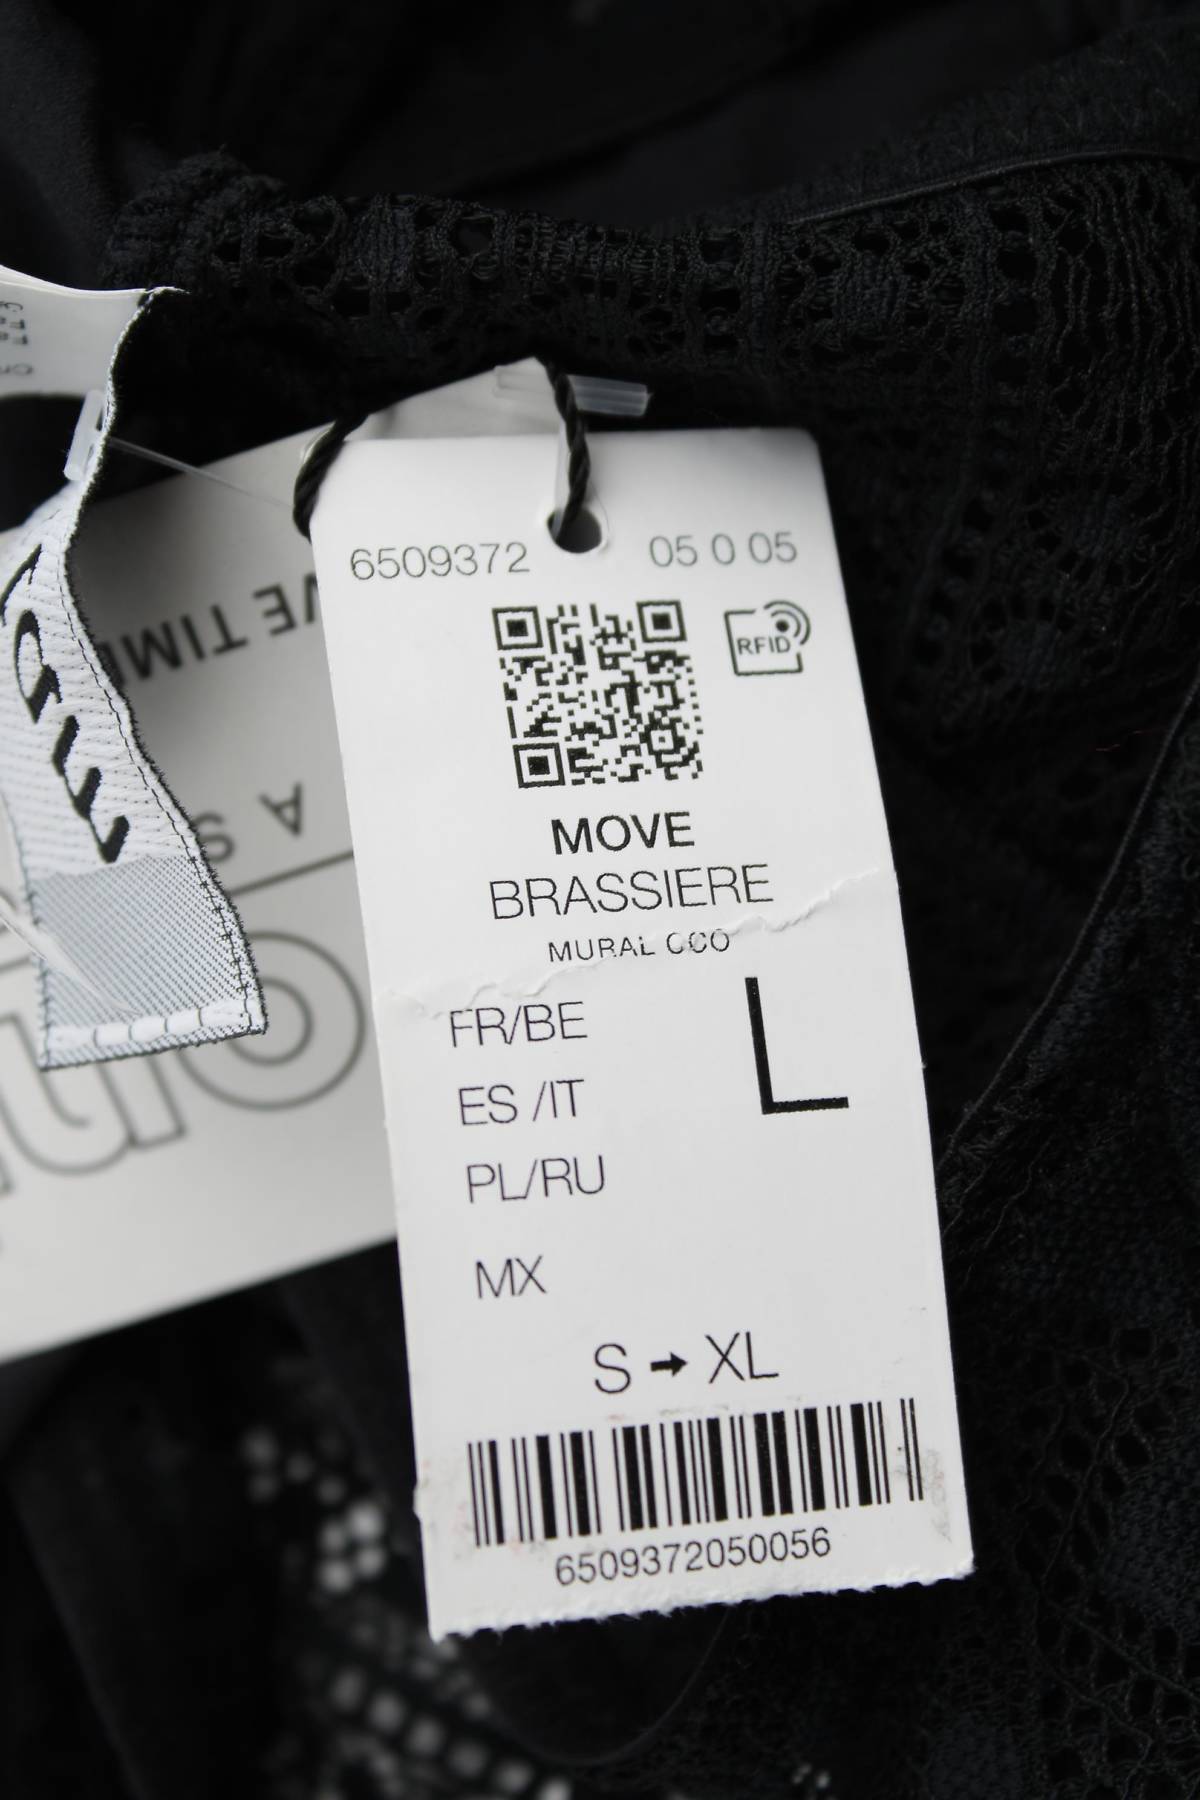 6509372 05 0 05
RFID
MOVE
BRASSIERE
MURAL CCO
FR/BE
L
ES /IT
PL/RU
MX
S → XL
6509372050056
VE TIME
A S